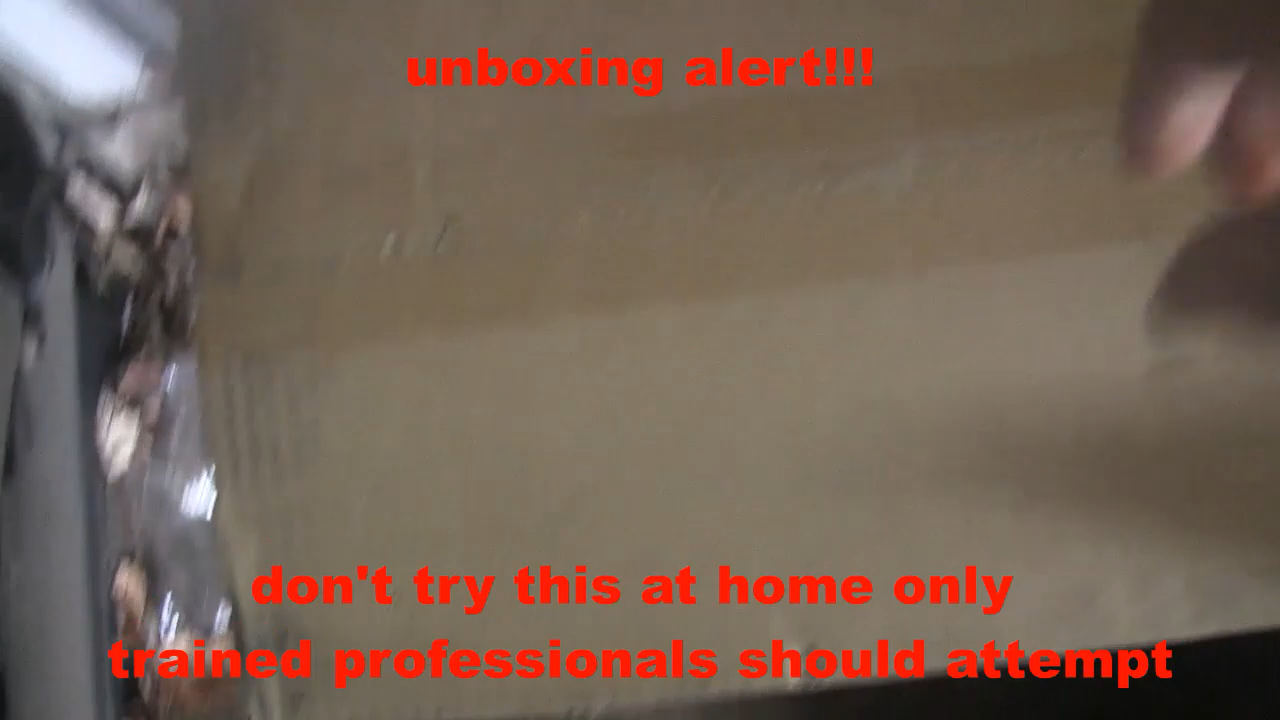 unboxing alert!!!
don't try this at home only
trained professionals should attempt